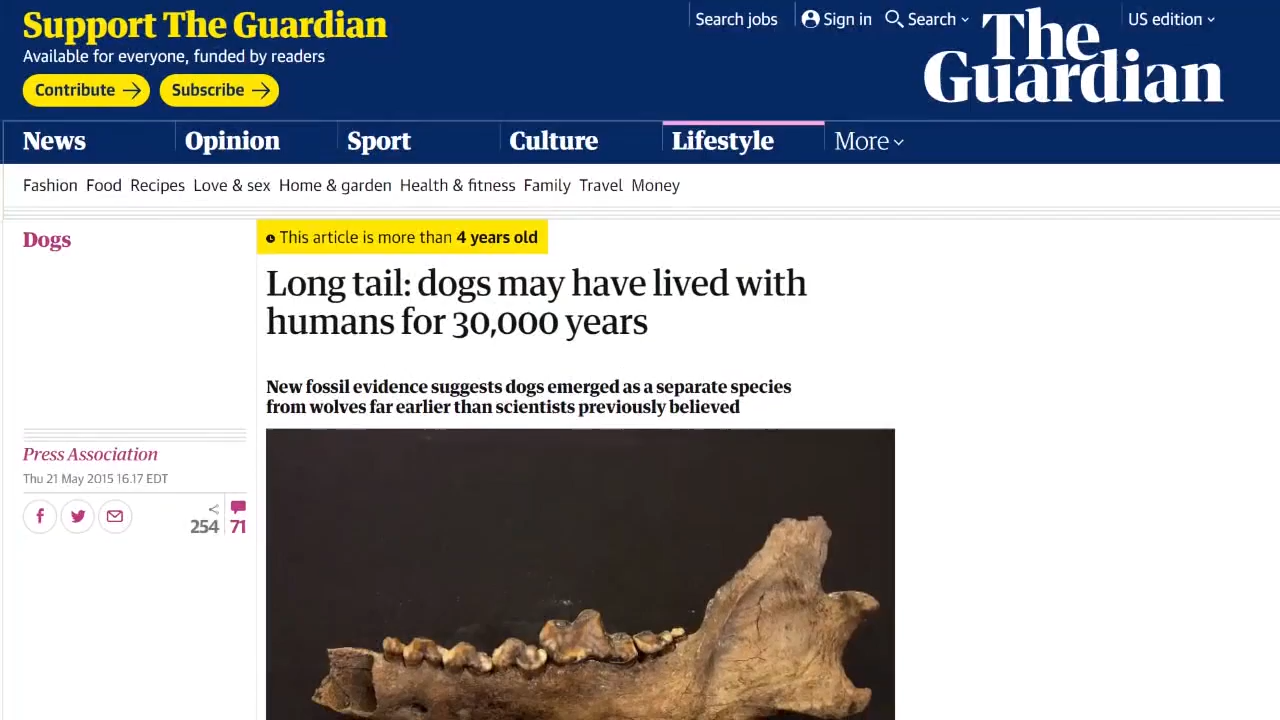 Support The Guardian
Available for everyone, funded by readers
Contribute
Subscribe
Search jobs
Sign in
Search
US edition
The
Guardian
News
Opinion
Sport
Culture
Lifestyle
More
Fashion Food Recipes Love & sex Home & garden Health & fitness Family Travel Money
Dogs
This article is more than 4 years old
Long tail: dogs may have lived with
humans for 30,000 years
New fossil evidence suggests dogs emerged as a separate species
from wolves far earlier than scientists previously believed
Press Association
Thu 21 May 2015 16.17 EDT
254
71